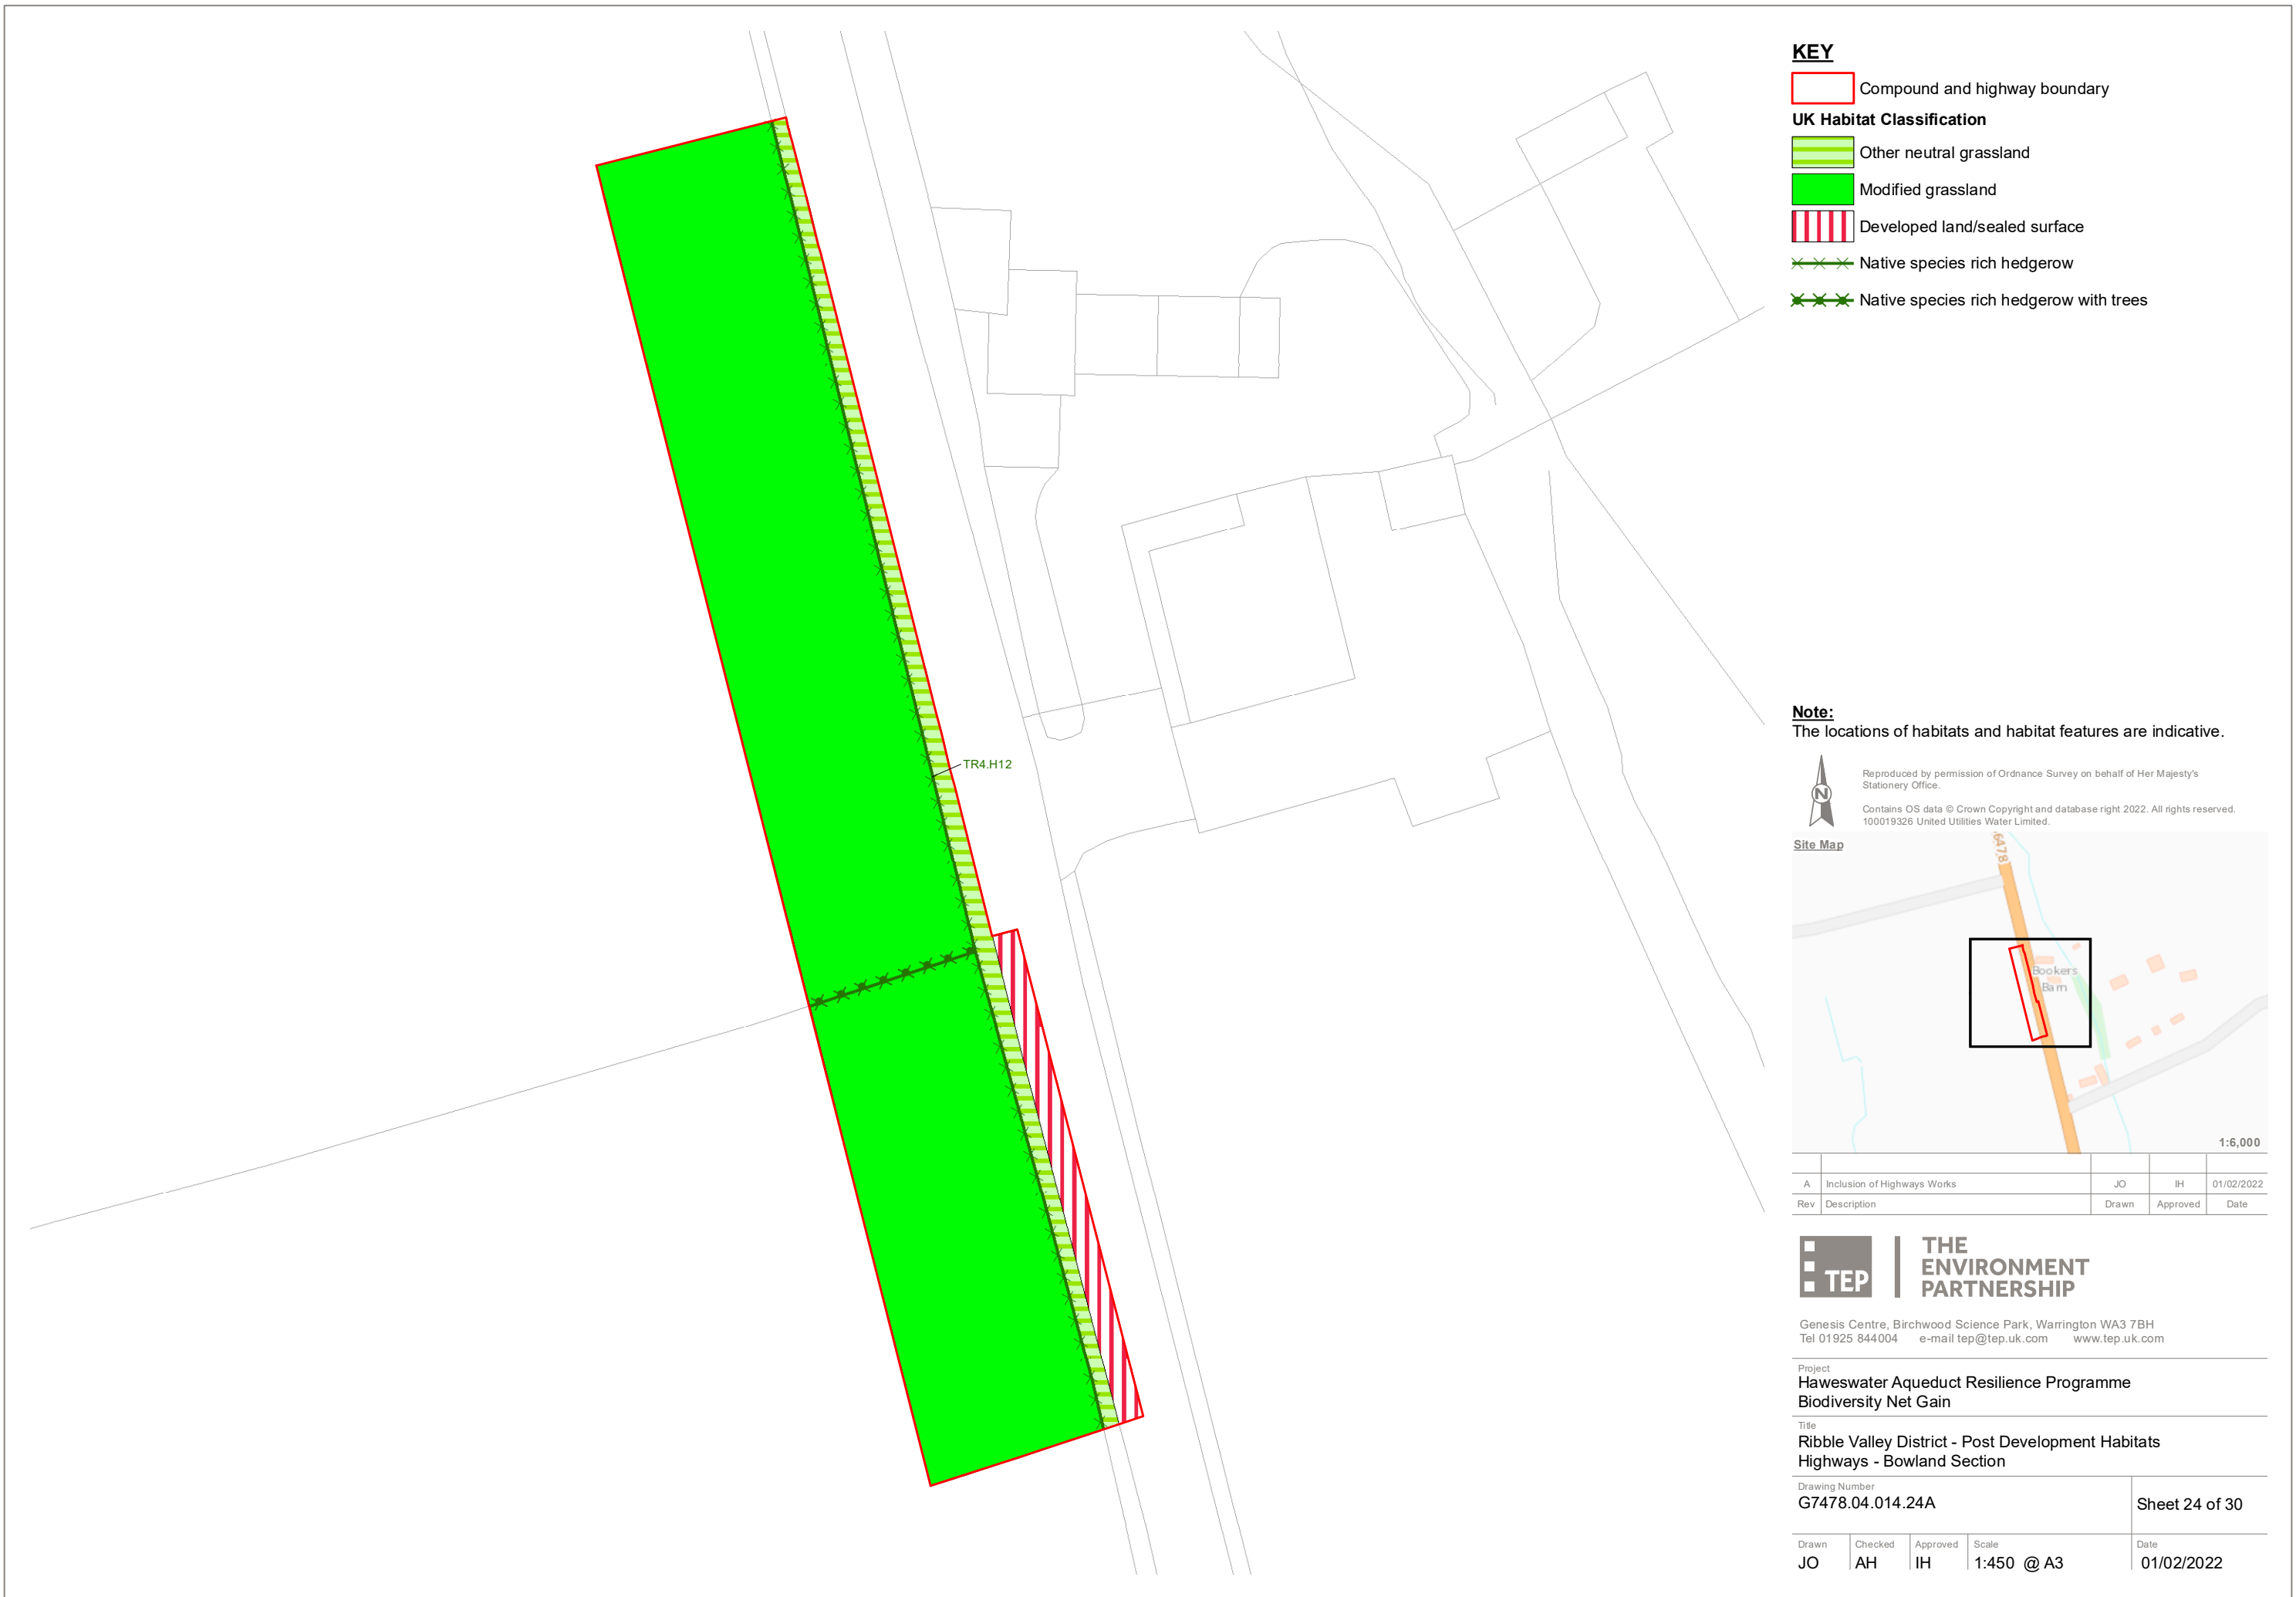 KEY
Compound and highway boundary
UK Habitat Classification
Other neutral grassland
Modified grassland
Developed land/sealed surface
Native species rich hedgerow
Native species rich hedgerow with trees
TR4.H12
Note:
The locations of habitats and habitat features are indicative.
N
Reproduced by permission of Ordnance Survey on behalf of Her Majesty's
Stationery Office.
Contains OS data © Crown Copyright and database right 2022. All rights reserved.
100019326 United Utilities Water Limited.
Site Map
6478
Bookers
Barn
1:6,000
A Inclusion of Highways Works JO IH 01/02/2022
Rev Description Drawn Approved Date
TEP
THE
ENVIRONMENT
PARTNERSHIP
Genesis Centre, Birchwood Science Park, Warrington WA3 7BH
Tel 01925 844004 e-mail tep@tep.uk.com www.tep.uk.com
Project
Haweswater Aqueduct Resilience Programme
Biodiversity Net Gain
Title
Ribble Valley District - Post Development Habitats
Highways - Bowland Section
Drawing Number
G7478.04.014.24A
Sheet 24 of 30
Drawn Checked Approved Scale Date
JO AH IH 1:450 @ A3 01/02/2022